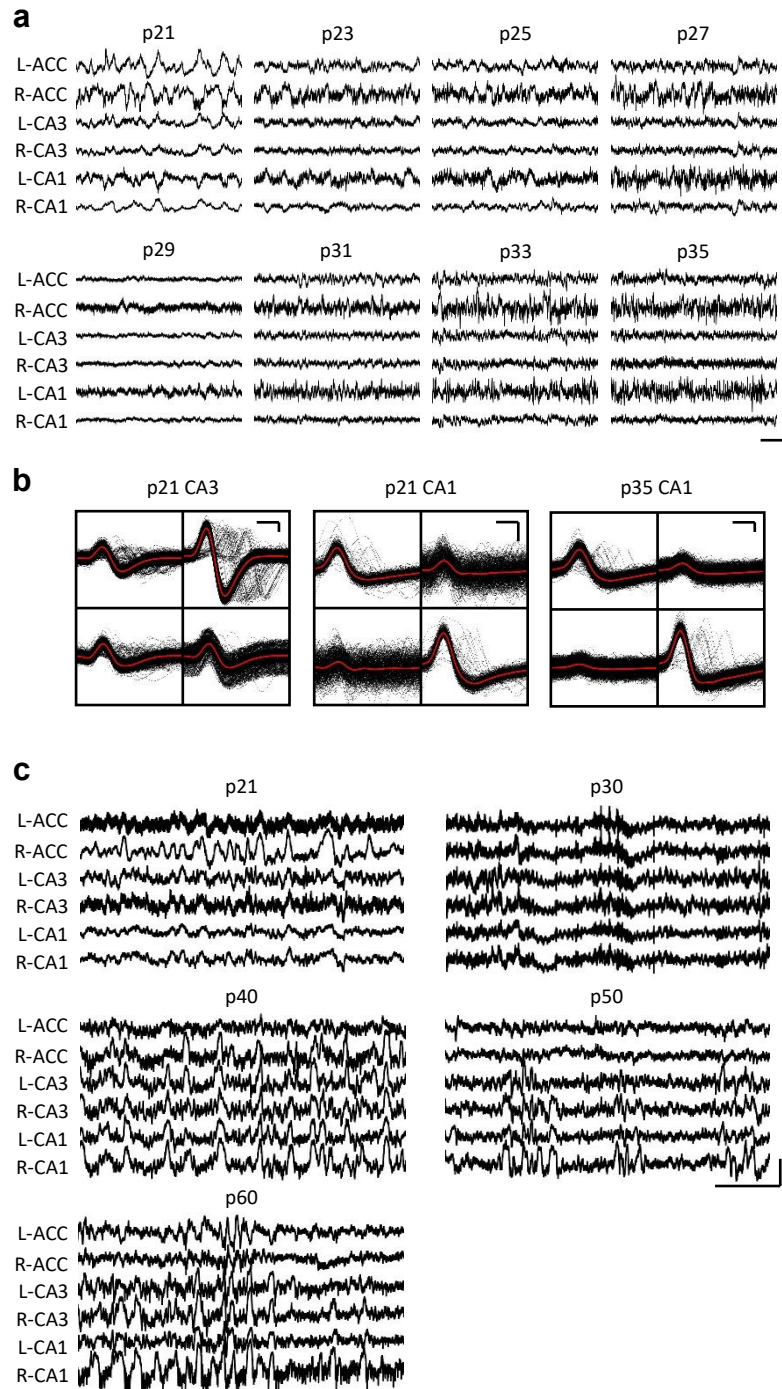 a
p21 p23 p25 p27
L-ACC
R-ACC
L-CA3
R-CA3
L-CA1
R-CA1
p29 p31 p33 p35
L-ACC
R-ACC
L-CA3
R-CA3
L-CA1
R-CA1
b
p21 CA3 p21 CA1 p35 CA1
c
p21 p30
L-ACC
R-ACC
L-CA3
R-CA3
L-CA1
R-CA1
p40 p50
L-ACC
R-ACC
L-CA3
R-CA3
L-CA1
R-CA1
p60
L-ACC
R-ACC
L-CA3
R-CA3
L-CA1
R-CA1